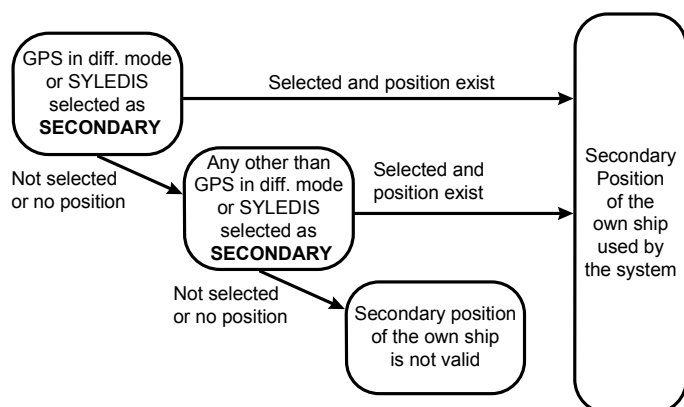 GPS in diff. mode
or SYLEDIS
selected as
SECONDARY
Selected and position exist
Not selected
or no position
Any other than
GPS in diff. mode
or SYLEDIS
selected as
SECONDARY
Selected and
position exist
Not selected
or no position
Secondary position
of the own ship
is not valid
Secondary
Position
of the
own ship
used by
the system